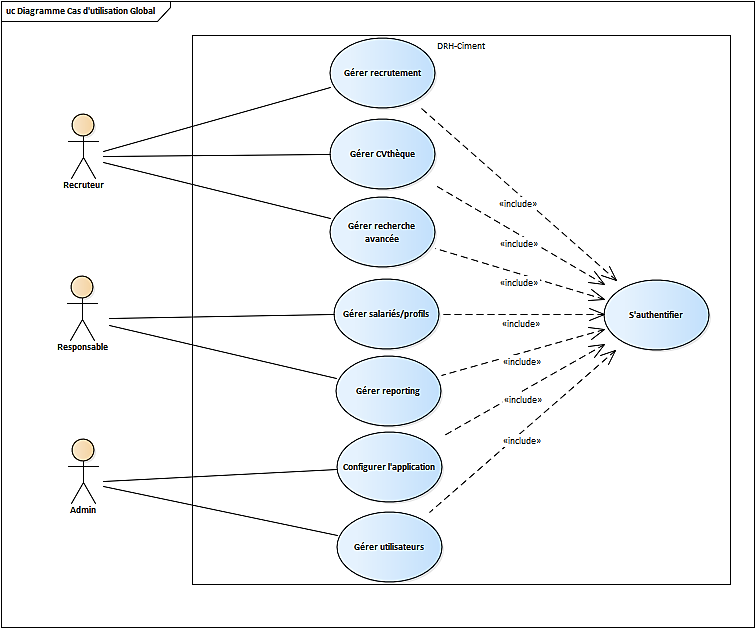 uc Diagramme Cas d'utilisation Global
DRH-Ciment
Gérer recrutement
Gérer CVthèque
Recruteur
«include»
Gérer recherche
avancée
«include»
«include»
Gérer salariés/profils
S'authentifier
«include»
Responsable
«include»
Gérer reporting
«include»
«include»
Configurer l'application
Admin
Gérer utilisateurs